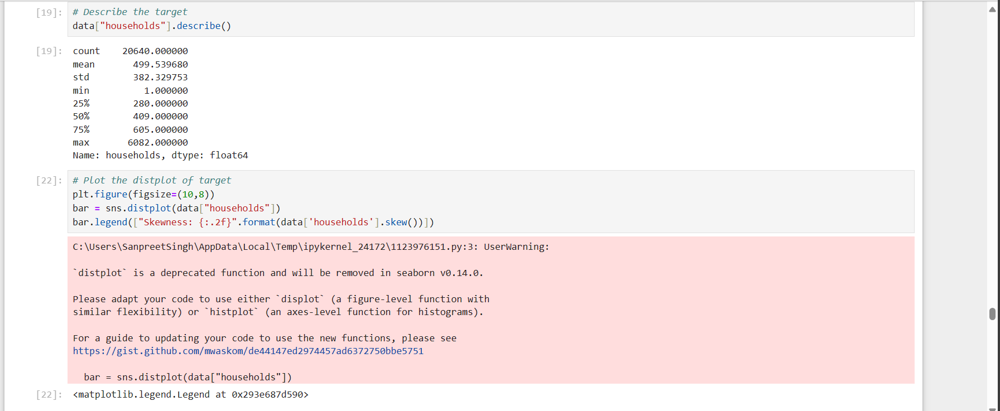 [19]: # Describe the target
data["households"].describe()
[19]: count 20640.000000
mean 499.539680
std 382.329753
min 1.000000
25% 280.000000
50% 409.000000
75% 605.000000
max 6082.000000
Name: households, dtype: float64
[22]: # Plot the distplot of target
plt.figure(figsize=(10,8))
bar = sns.distplot(data["households"])
bar.legend(["Skewness: {:.2f}".format(data['households'].skew())])
C:\Users\SanpreetSingh\AppData\Local\Temp\ipykernel_24172\1123976151.py:3: UserWarning:
`distplot` is a deprecated function and will be removed in seaborn v0.14.0.
Please adapt your code to use either `displot` (a figure-level function with
similar flexibility) or `histplot` (an axes-level function for histograms).
For a guide to updating your code to use the new functions, please see
https://gist.github.com/mwaskom/de44147ed2974457ad6372750bbe5751
bar = sns.distplot(data["households"])
[22]: <matplotlib.legend.Legend at 0x293e687d590>